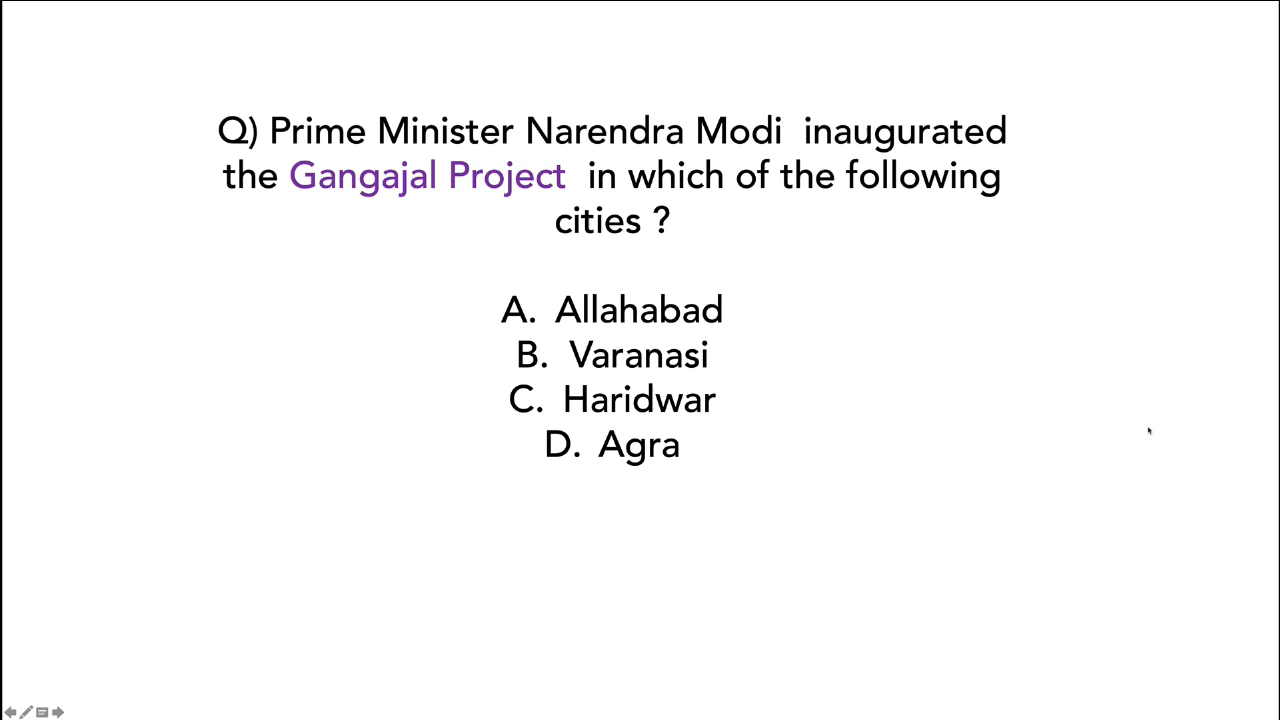 Q) Prime Minister Narendra Modi inaugurated
the Gangajal Project in which of the following
cities ?
A. Allahabad
B. Varanasi
C. Haridwar
D. Agra